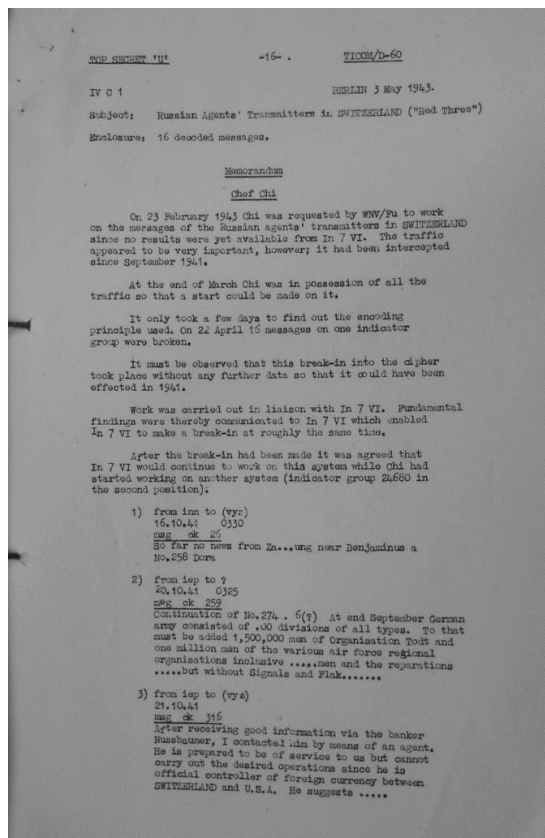 TOP SECRET 'U' -16- . TICOM/D-60
IV C 1 BERLIN 3 May 1943.
Subject; Russian Agents' Transmitters in SWITZERLAND ("Red Three")
Enclosure: 16 decoded messages.
Memorandum
Chef Chi
On 23 February 1943 Chi was requested by WNV/Fu to work
on the messages of the Russian agents' transmitters in SWITZERLAND
since no results were yet available from In 7 VI. The traffic
appeared to be very important, however; it had been intercepted
since September 1941.
At the end of March Chi was in possession of all the
traffic so that a start could be made on it.
It only took a few days to find out the encoding
principle used. On 22 April 16 messages on one indicator
group were broken.
It must be observed that this break-in into the cipher
took place without any further data so that it could have been
effected in 1941.
Work was carried out in liaison with In 7 VI. Fundamental
findings were thereby communicated to In 7 VI which enabled
In 7 VI to make a break-in at roughly the same time.
After the break-in had been made it was agreed that
In 7 VI would continue to work on this system while Chi had
started working on another system (indicator group 24680 in
the second position).
1) from inn to (vyr)
16.10.41 0330
msg ck 26
So far no news from Za...ung near Benjaminus a
No.258 Dora
2) from iep to ?
20.10.41 0325
msg ck 259
Continuation of No.274 . 6(?) At end September German
army consisted of .00 divisions of all types. To that
must be added 1,500,000 men of Organisation Todt and
one million men of the various air force regional
organisations inclusive .....men and the reparations
.....but without Signals and Flak.......
3) from iep to (vys)
21.10.41
msg ck 316
After receiving good information via the banker
Nussbaumer, I contacted him by means of an agent.
He is prepared to be of service to us but cannot
carry out the desired operations since he is
official controller of foreign currency between
SWITZERLAND and U.S.A. He suggests .....